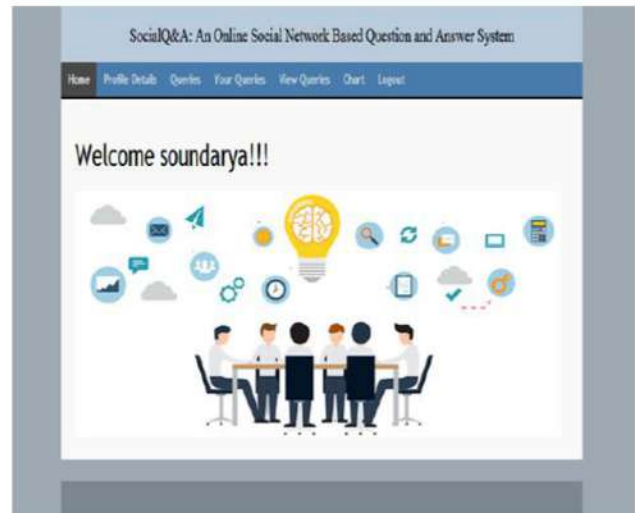 SocialQ&A: An Online Social Network Based Question and Answer System
Home Profile Details Queries Your Queries View Queries Chart Logout
Welcome soundarya!!!